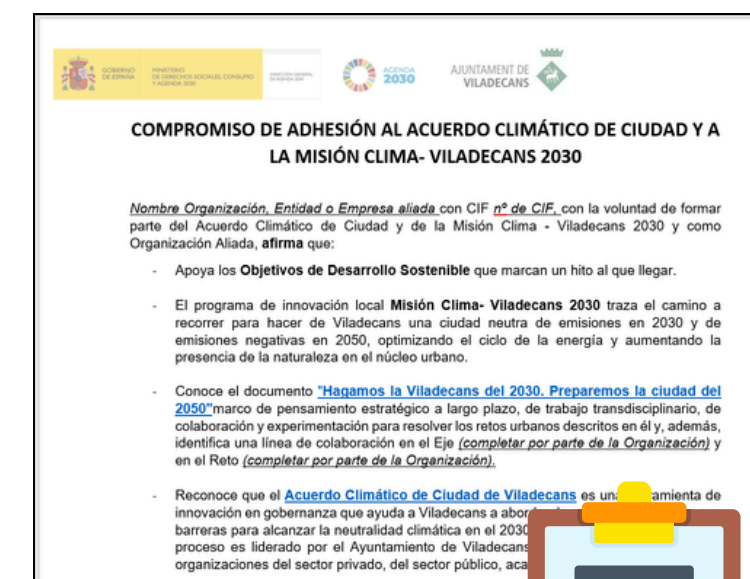 GOBIERNO
DE ESPAÑA
MINISTERIO
DE DERECHOS SOCIALES, CONSUMO
Y AGENDA 2030
DIRECCIÓN GENERAL
DE AGENDA 2030
AGENDA
2030
AJUNTAMENT DE
VILADECANS
COMPROMISO DE ADHESIÓN AL ACUERDO CLIMÁTICO DE CIUDAD Y A
LA MISIÓN CLIMA- VILADECANS 2030
Nombre Organización, Entidad o Empresa aliada con CIF nº de CIF, con la voluntad de formar
parte del Acuerdo Climático de Ciudad y de la Misión Clima - Viladecans 2030 y como
Organización Aliada, afirma que:
- Apoya los Objetivos de Desarrollo Sostenible que marcan un hito al que llegar.
- El programa de innovación local Misión Clima- Viladecans 2030 traza el camino a
recorrer para hacer de Viladecans una ciudad neutra de emisiones en 2030 y de
emisiones negativas en 2050, optimizando el ciclo de la energía y aumentando la
presencia de la naturaleza en el núcleo urbano.
- Conoce el documento "Hagamos la Viladecans del 2030. Preparemos la ciudad del
2050"marco de pensamiento estratégico a largo plazo, de trabajo transdisciplinario, de
colaboración y experimentación para resolver los retos urbanos descritos en él y, además,
identifica una línea de colaboración en el Eje (completar por parte de la Organización) y
en el Reto (completar por parte de la Organización).
- Reconoce que el Acuerdo Climático de Ciudad de Viladecans es de
innovación en gobernanza que ayuda a Viladecans a
barreras para alcanzar la neutralidad climática en el 2030
proceso es liderado por el Ayuntamiento de Viladecans
organizaciones del sector privado, del sector público,